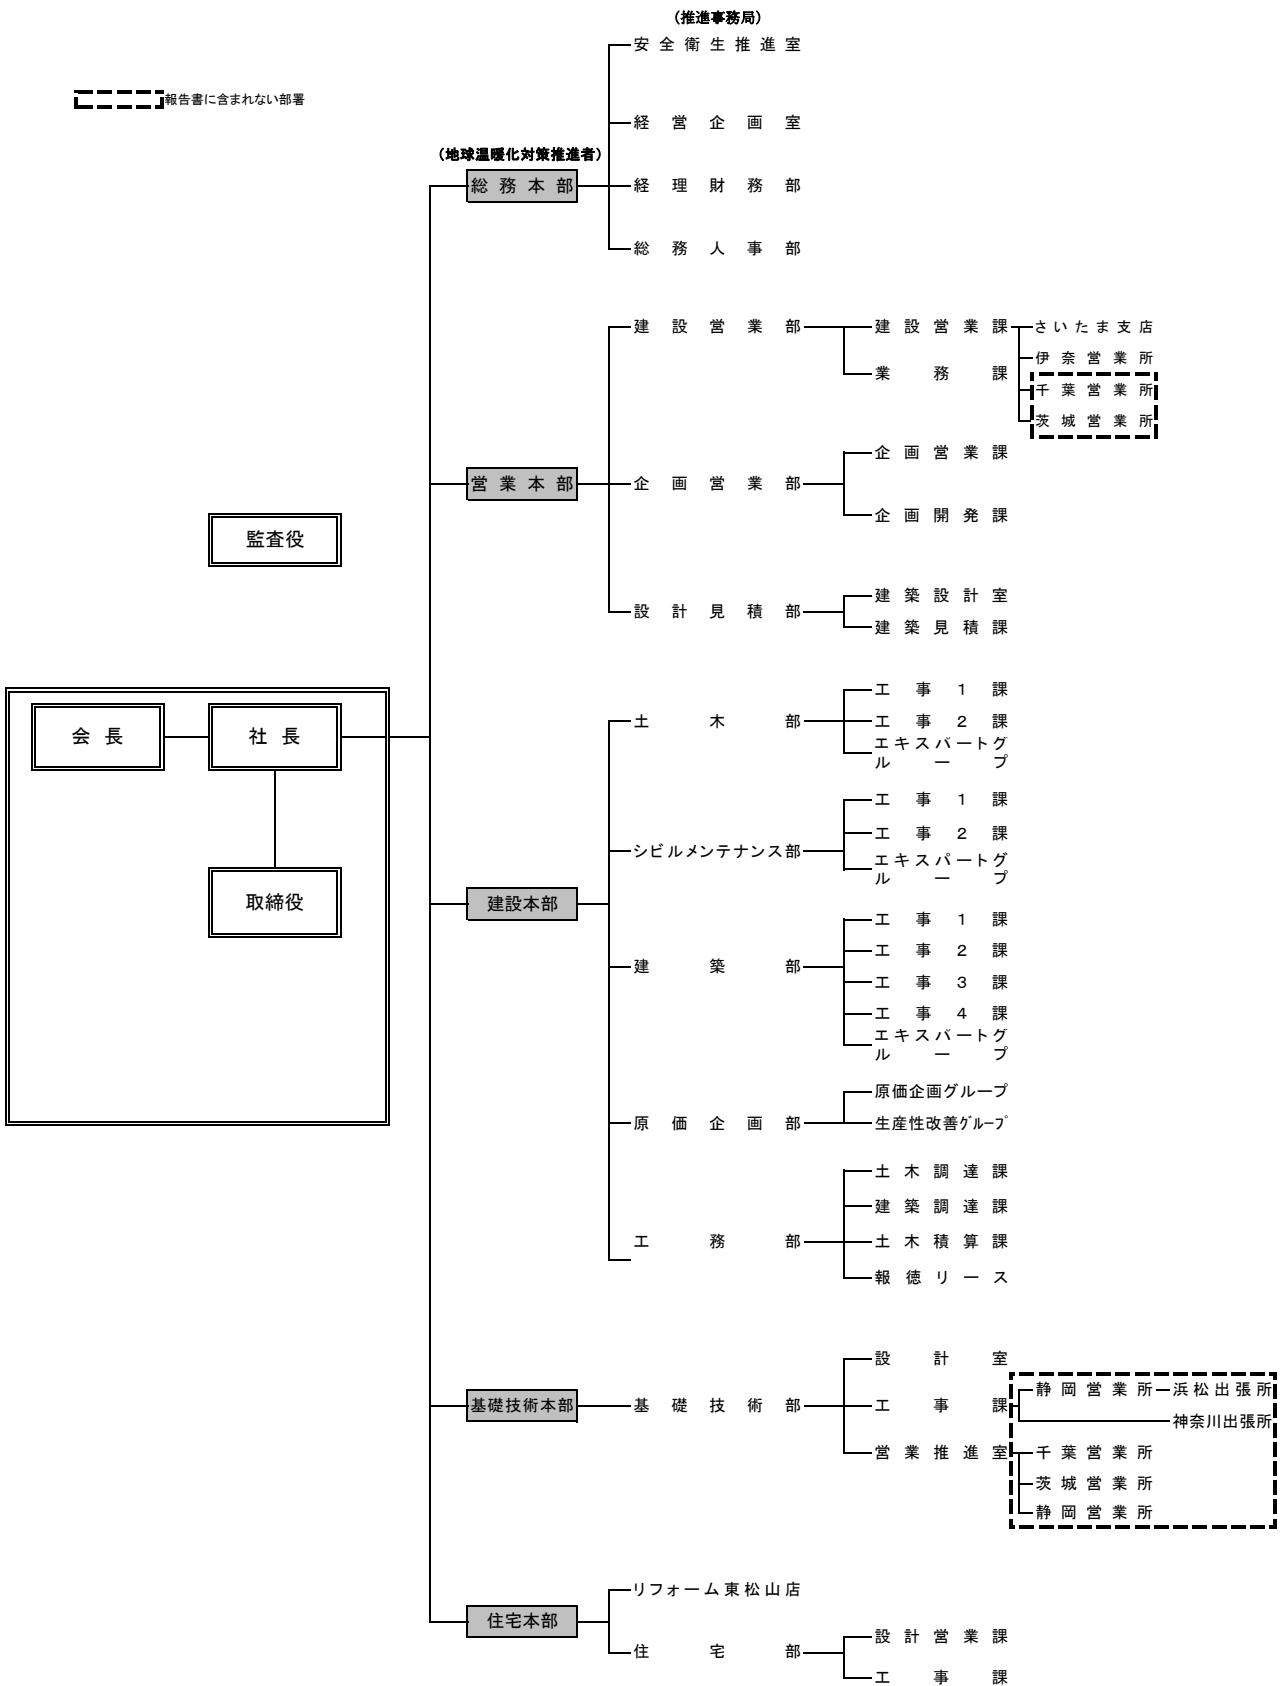 （推進事務局）
安全衛生推進室
報告書に含まれない部署
経営企画室
（地球温暖化対策推進者）
総務本部
経理財務部
総務人事部
建設営業部
建設営業課
さいたま支店
伊奈営業所
業務課
千葉営業所
茨城営業所
営業本部
企画営業部
企画営業課
企画開発課
監査役
設計見積部
建築設計室
建築見積課
会長
社長
取締役
建設本部
土木部
工事1課
工事2課
エキスパートグ
ループ
シビルメンテナンス部
工事1課
工事2課
エキスパートグ
ループ
建築部
工事1課
工事2課
工事3課
工事4課
エキスパートグ
ループ
原価企画部
原価企画グループ
生産性改善ｸﾞﾙｰﾌﾟ
工務部
土木調達課
建築調達課
土木積算課
報徳リース
基礎技術本部
基礎技術部
設計室
工事課
静岡営業所
浜松出張所
神奈川出張所
営業推進室
千葉営業所
茨城営業所
静岡営業所
住宅本部
リフォーム東松山店
住宅部
設計営業課
工事課